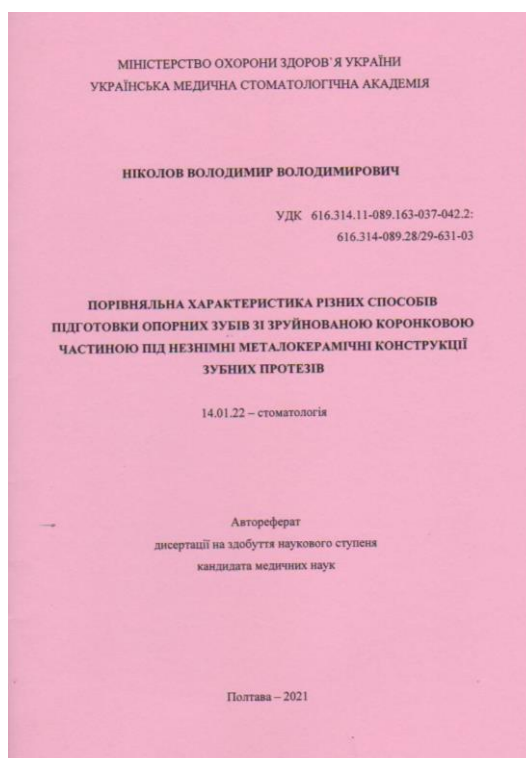 МІНІСТЕРСТВО ОХОРОНИ ЗДОРОВ`Я УКРАЇНИ
УКРАЇНСЬКА МЕДИЧНА СТОМАТОЛОГІЧНА АКАДЕМІЯ
НІКОЛОВ ВОЛОДИМИР ВОЛОДИМИРОВИЧ
УДК 616.314.11-089.163-037-042.2:
616.314-089.28/29-631-03
ПОРІВНЯЛЬНА ХАРАКТЕРИСТИКА РІЗНИХ СПОСОБІВ
ПІДГОТОВКИ ОПОРНИХ ЗУБІВ ЗІ ЗРУЙНОВАНОЮ КОРОНКОВОЮ
ЧАСТИНОЮ ПІД НЕЗНІМНІ МЕТАЛОКЕРАМІЧНІ КОНСТРУКЦІЇ
ЗУБНИХ ПРОТЕЗІВ
14.01.22 – стоматологія
Автореферат
дисертації на здобуття наукового ступеня
кандидата медичних наук
Полтава – 2021